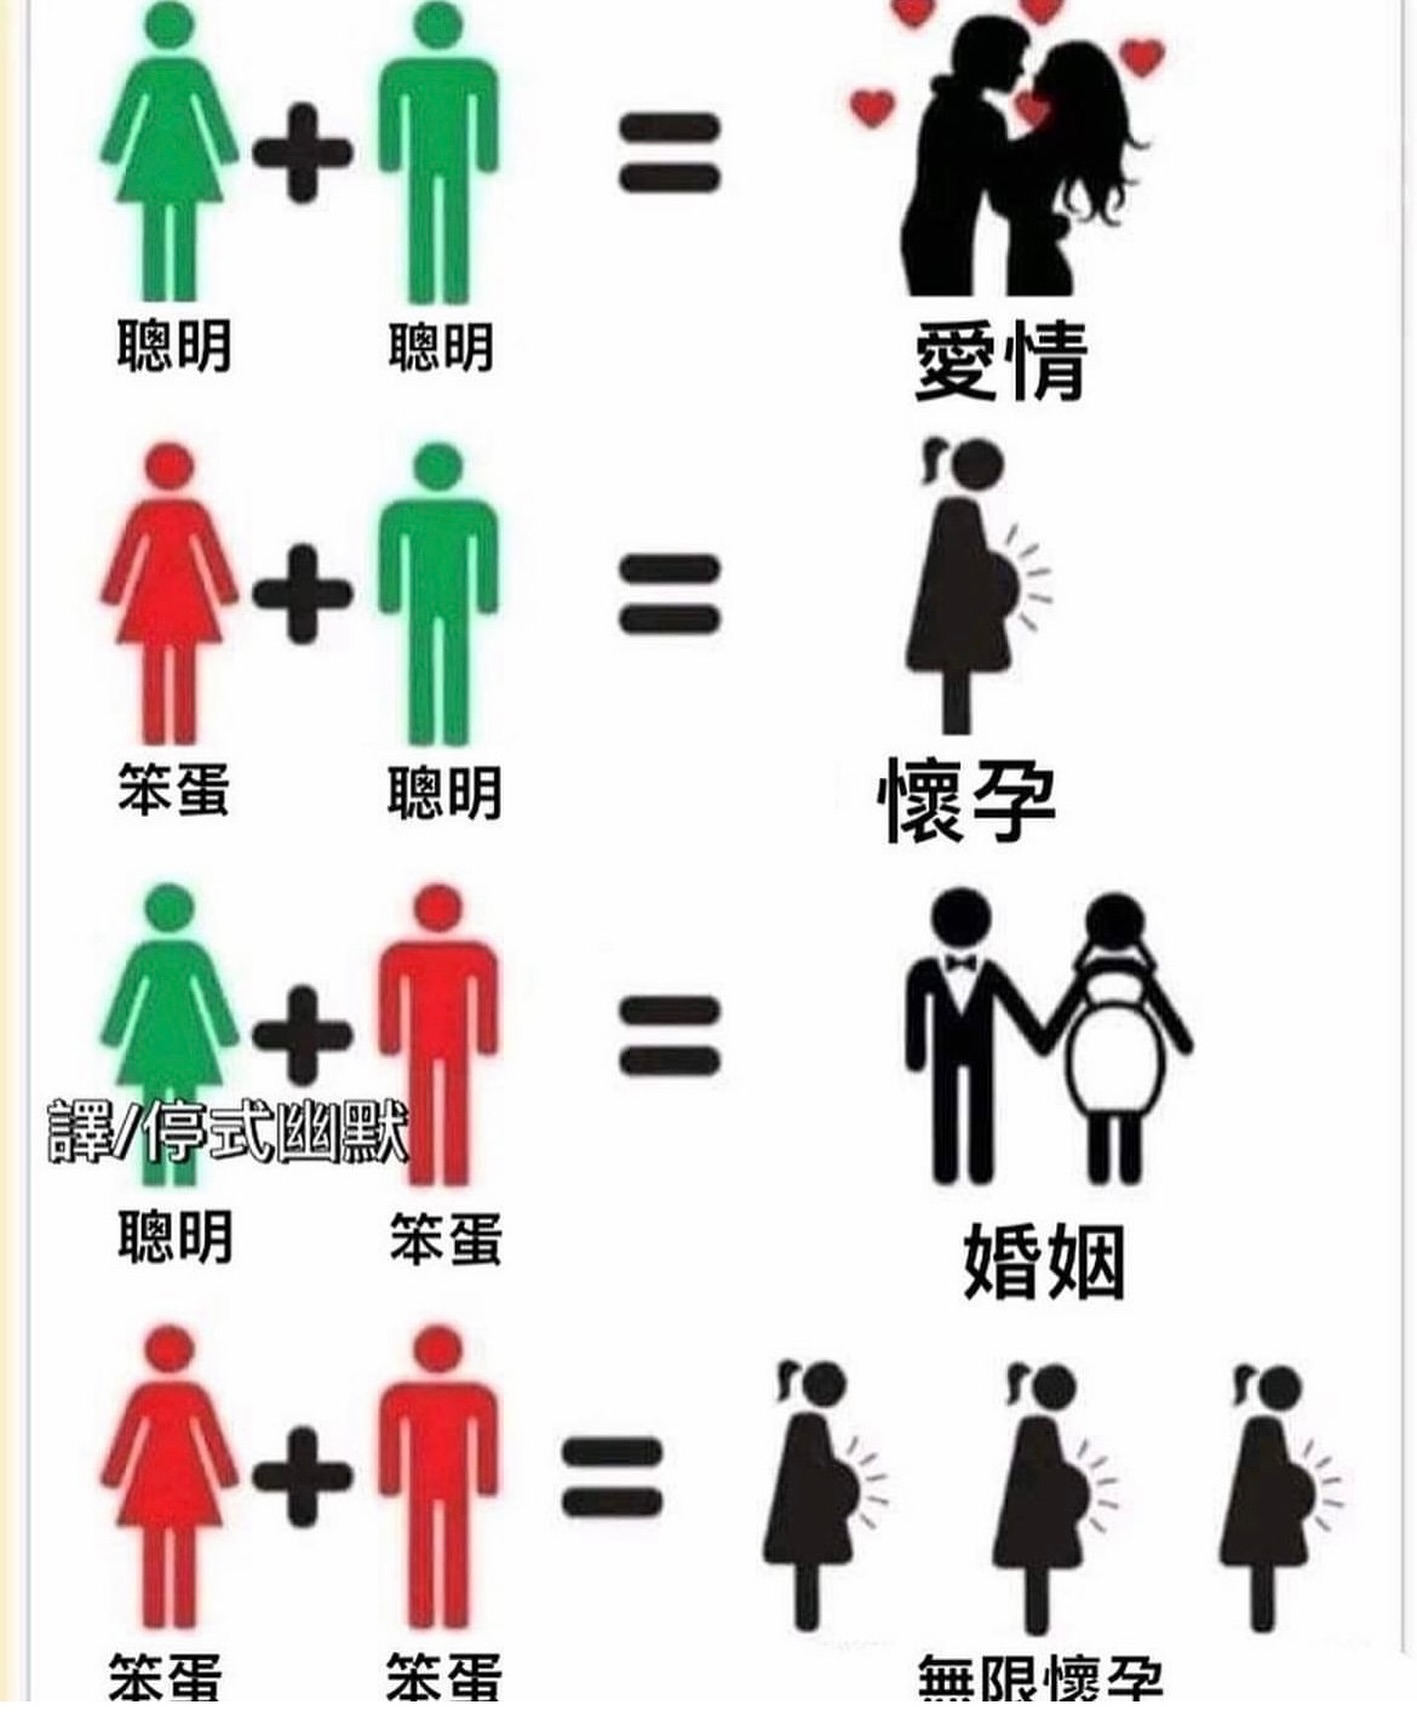 聰明 聰明
愛情
笨蛋 聰明
懷孕
譯/停式幽默
聰明 笨蛋
婚姻
笨蛋 笨蛋 無限懷孕